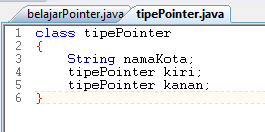 belajarPointer.java tipePointer.java
1 class tipePointer
2 {
3 String namaKota;
4 tipePointer kiri;
5 tipePointer kanan;
6 }